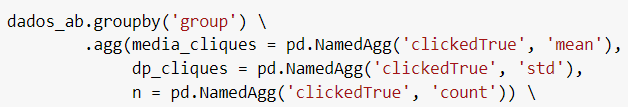 dados_ab.groupby('group') \
.agg(media_cliques = pd.NamedAgg('clickedTrue', 'mean'),
dp_cliques = pd.NamedAgg('clickedTrue', 'std'),
n = pd.NamedAgg('clickedTrue', 'count')) \